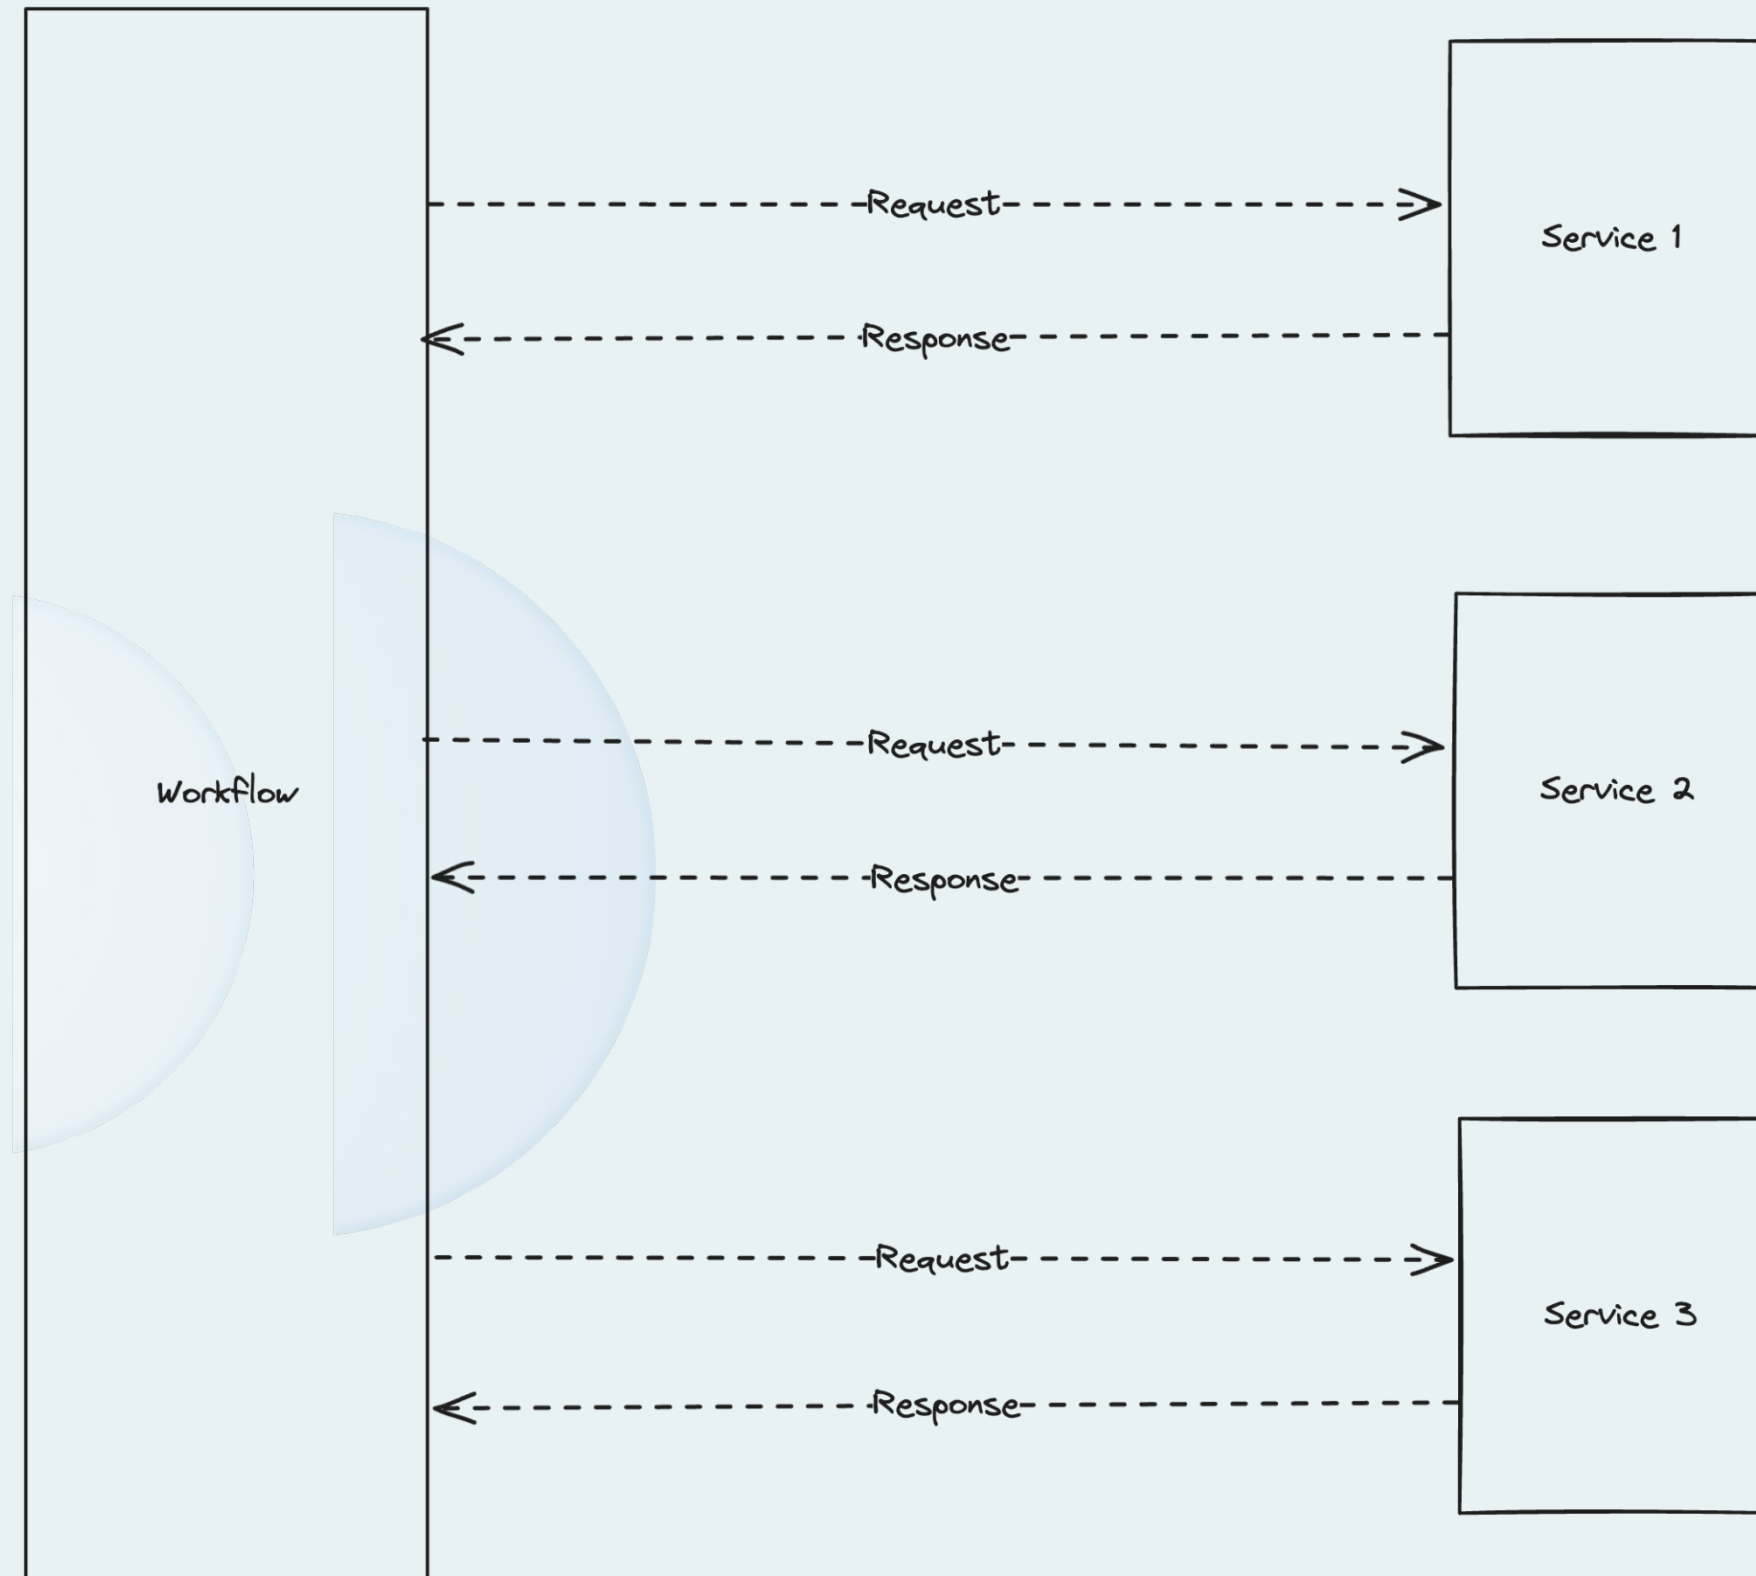 Request
Service 1
Response
Request
Workflow
Service 2
Response
Request
Service 3
Response